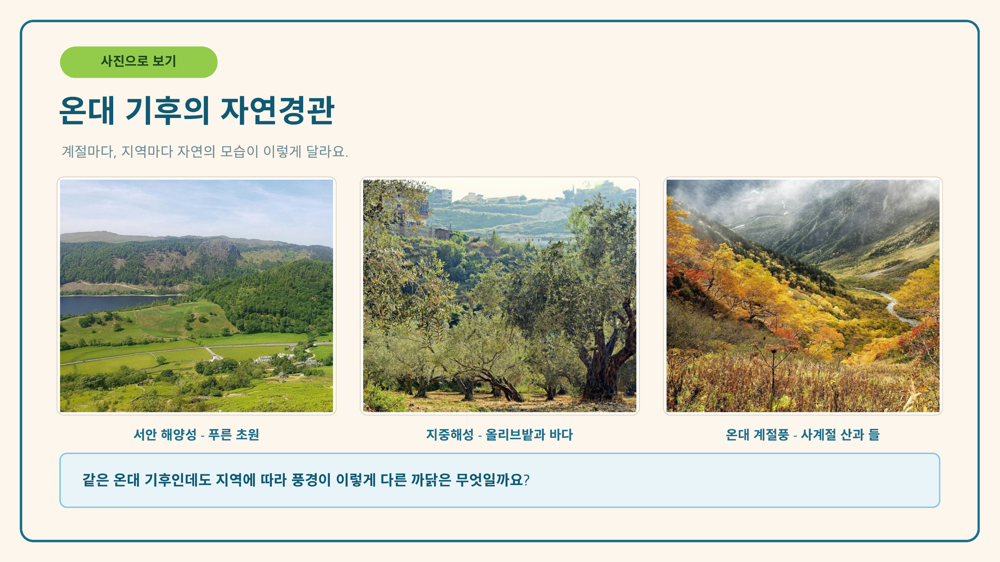 사진으로 보기
온대 기후의 자연경관
계절마다, 지역마다 자연의 모습이 이렇게 달라요.
서안 해양성 - 푸른 초원
지중해성 - 올리브밭과 바다
온대 계절풍 - 사계절 산과 들
같은 온대 기후인데도 지역에 따라 풍경이 이렇게 다른 까닭은 무엇일까요?